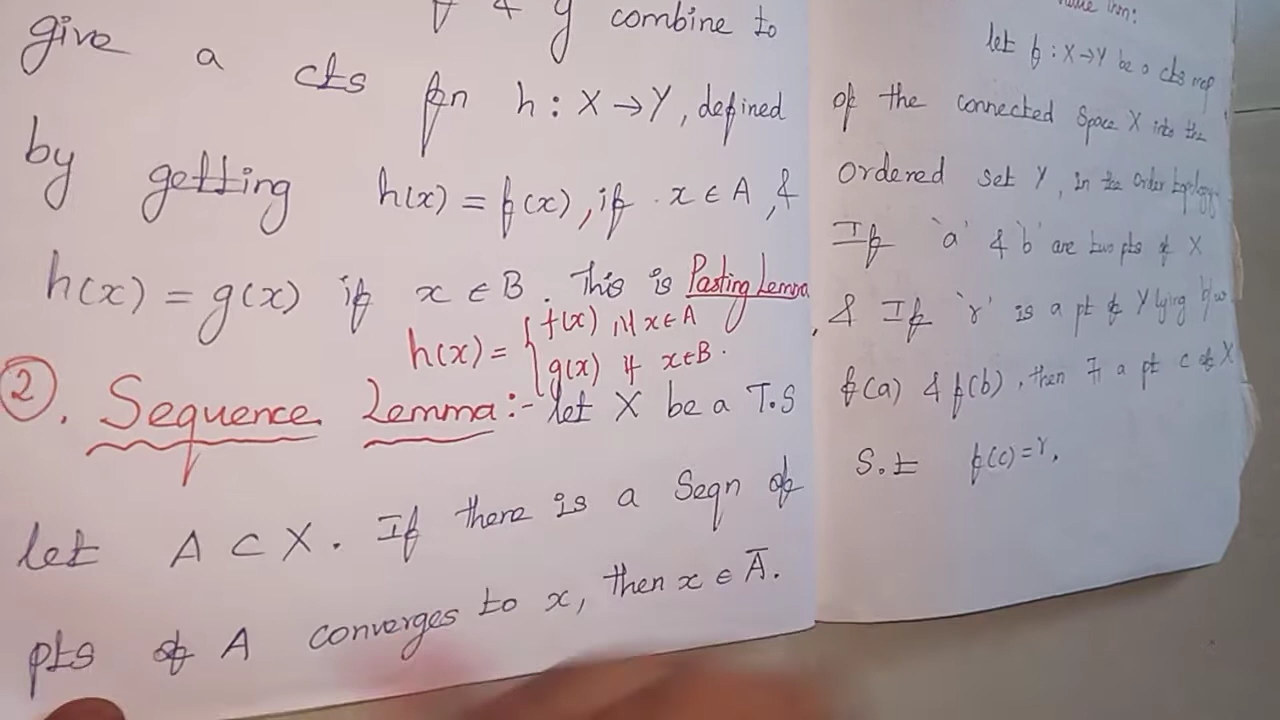 give a cts fn h : X → Y, defined
combine to
by getting h(x) = f(x), if x ∈ A, &
h(x) = g(x) if x ∈ B. This is Pasting Lemma
h(x) = { f(x) if x ∈ A
g(x) if x ∈ B.
②. Sequence Lemma :- let X be a T.S
let A ⊂ X. If there is a Seqn of
pts of A converges to x, then x ∈ A̅.
let f : X → Y be a cts map
of the connected Space X into the
ordered set Y, in the order topology,
If 'a' & 'b' are two pts of X
& If 'r' is a pt of Y lying b/w
f(a) & f(b), then ∃ a pt c of X
S.t f(c) = r.